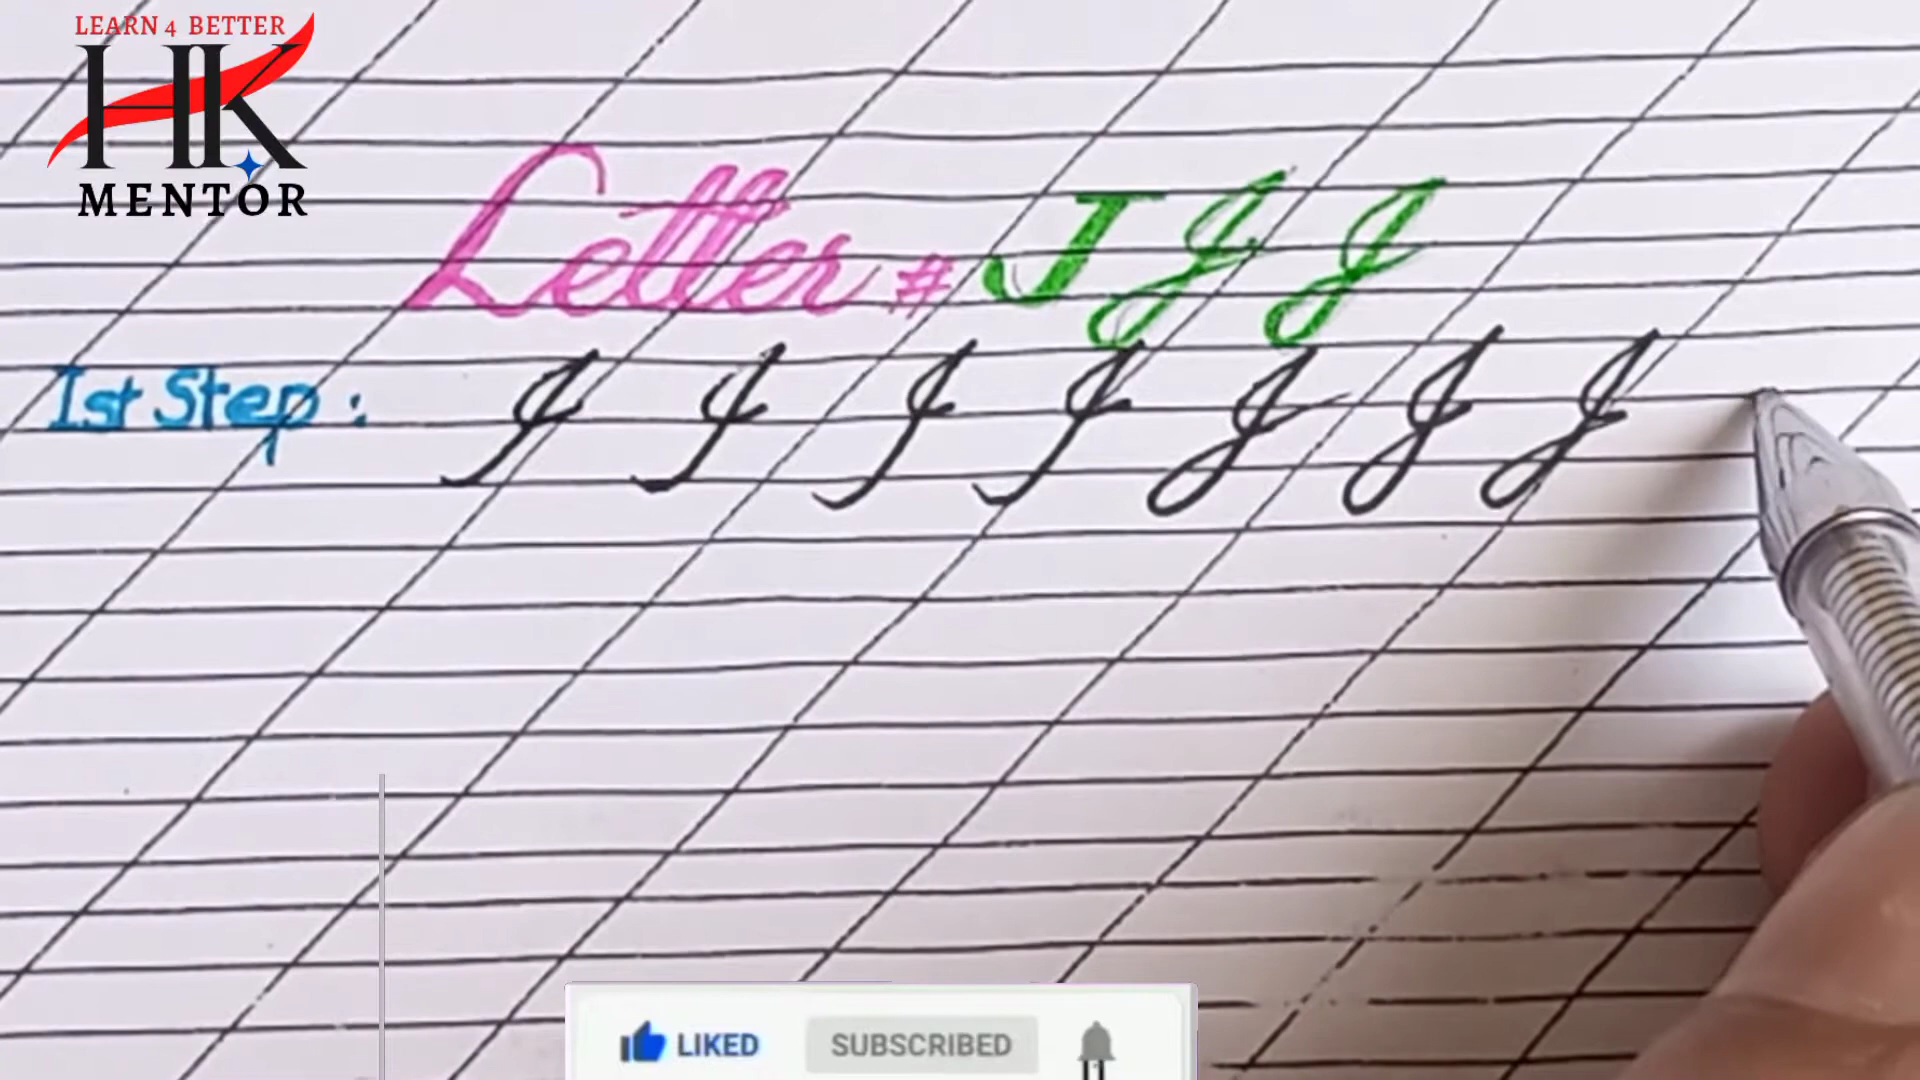 LEARN 4 BETTER
HK
MENTOR
Letter # J J J
1st Step : J J J J J J J
LIKED SUBSCRIBED